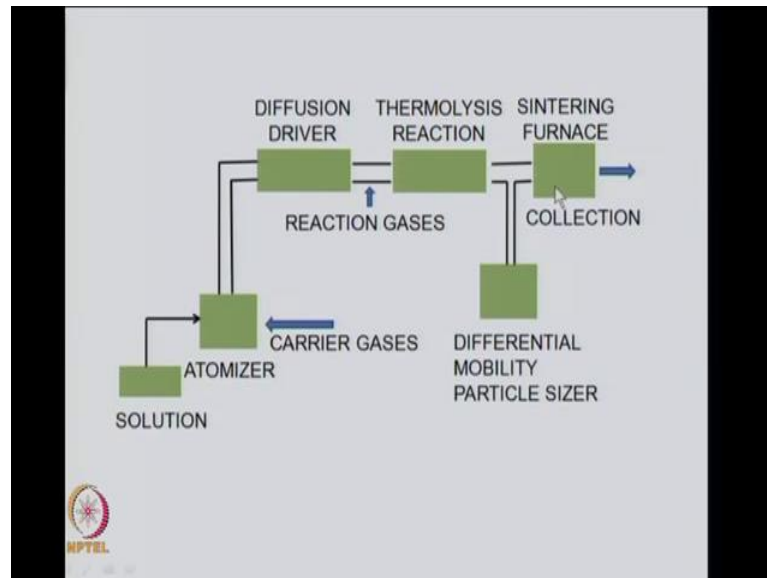 DIFFUSION
DRIVER
THERMOLYSIS
REACTION
SINTERING
FURNACE
REACTION GASES
COLLECTION
CARRIER GASES
ATOMIZER
SOLUTION
DIFFERENTIAL
MOBILITY
PARTICLE SIZER
NPTEL